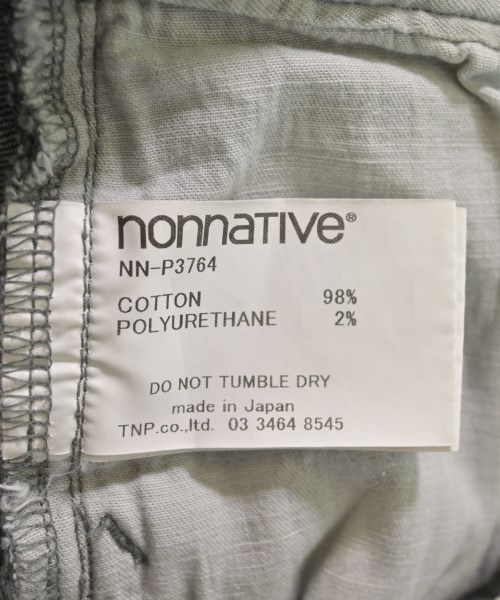 nonnative®
NN-P3764
COTTON 98%
POLYURETHANE 2%
DO NOT TUMBLE DRY
made in Japan
TNP.co.,ltd. 03 3464 8545